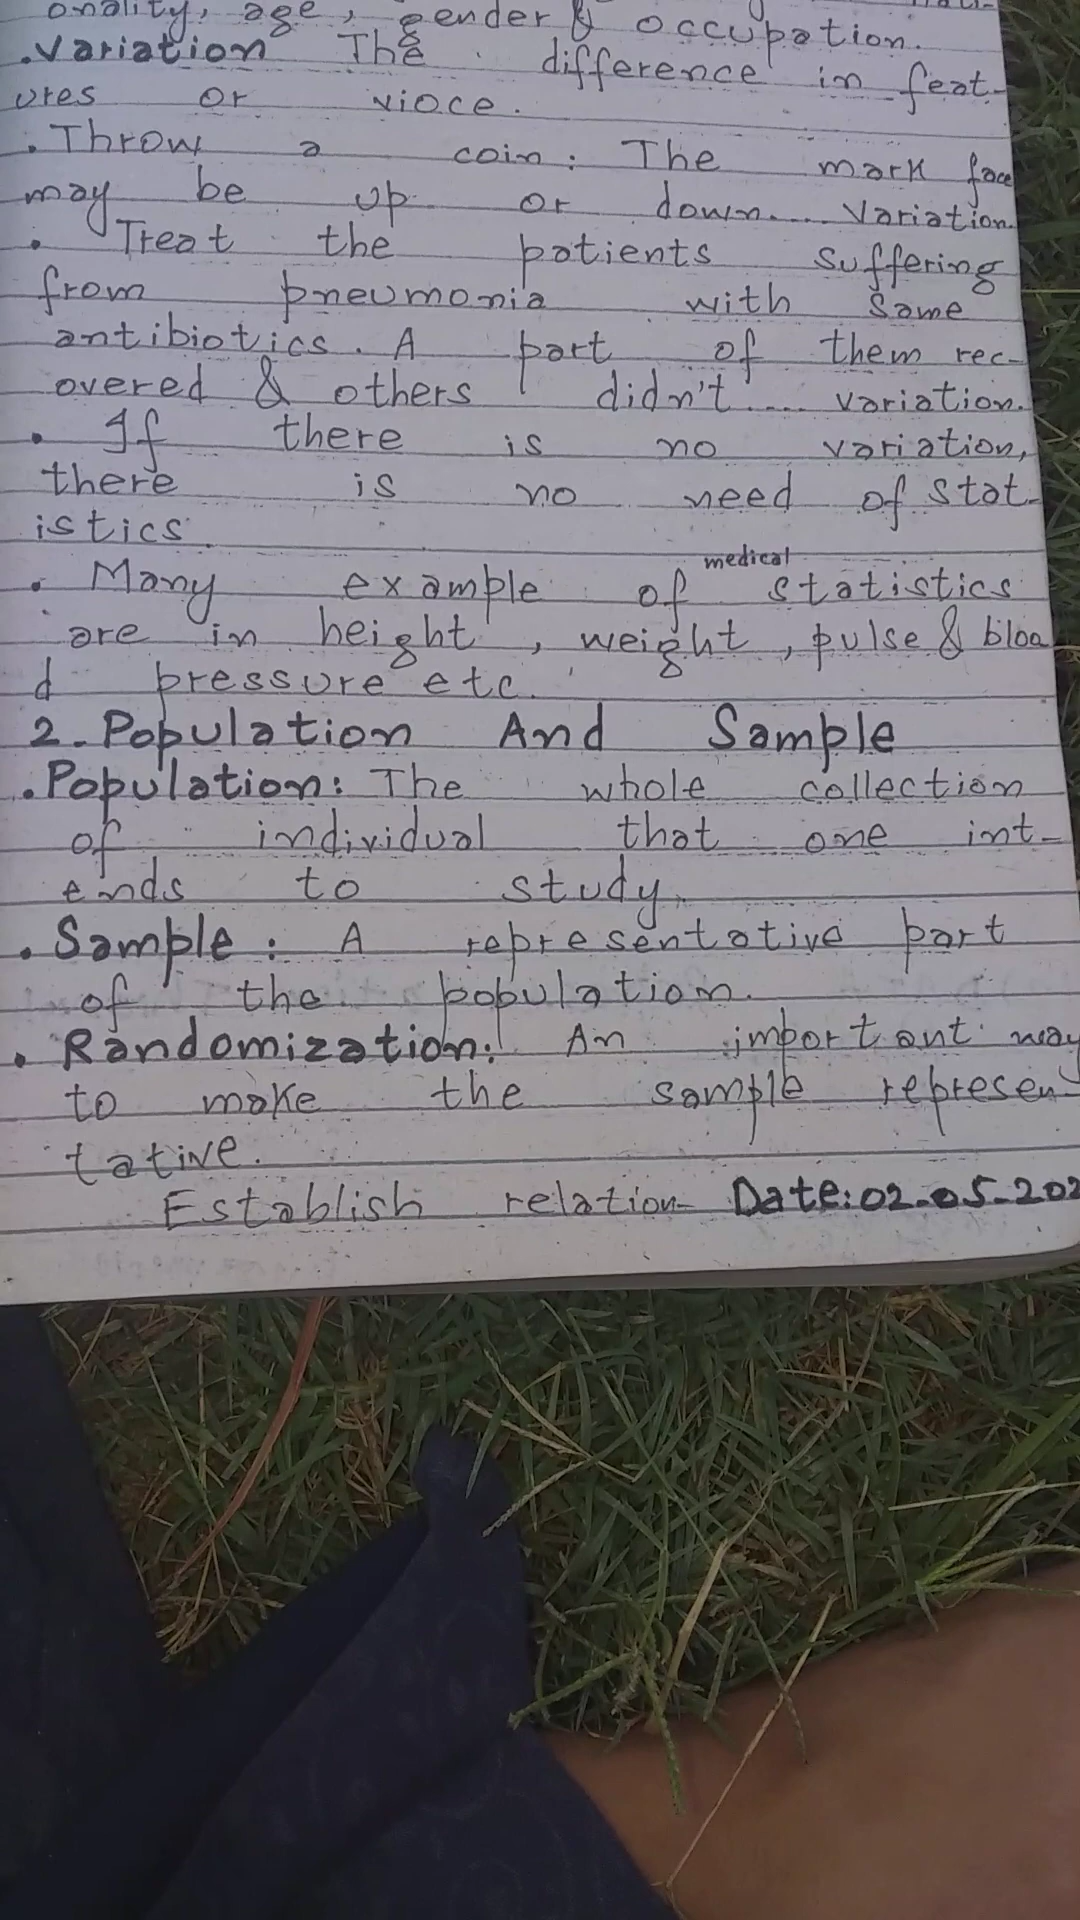 onality, age, gender & occupation.
.Variation The difference in feat-
ures or vioce.
. Throw a coin: The mark face
may be up or down.... Variation.
. Treat the patients suffering
from pneumonia with same
antibiotics. A part of them rec-
overed & others didn't .... variation.
. If there is no variation,
there is no need of stat-
istics.
medical
. Many example of statistics
are in height, weight, pulse & bloo
d pressure etc.
2. Population And Sample
.Population: The whole collection
of individual that one int-
ends to study.
. Sample: A representative part
of the population.
. Randomization: An important way
to make the sample represen
tative.
Establish relation- Date:02.05-202